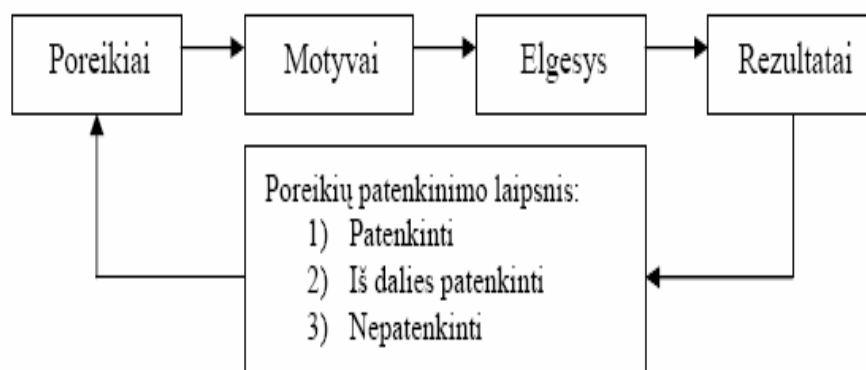 Poreikiai
Motyvai
Elgesys
Rezultatai
Poreikių patenkinimo laipsnis:
1) Patenkinti
2) Iš dalies patenkinti
3) Nepatenkinti